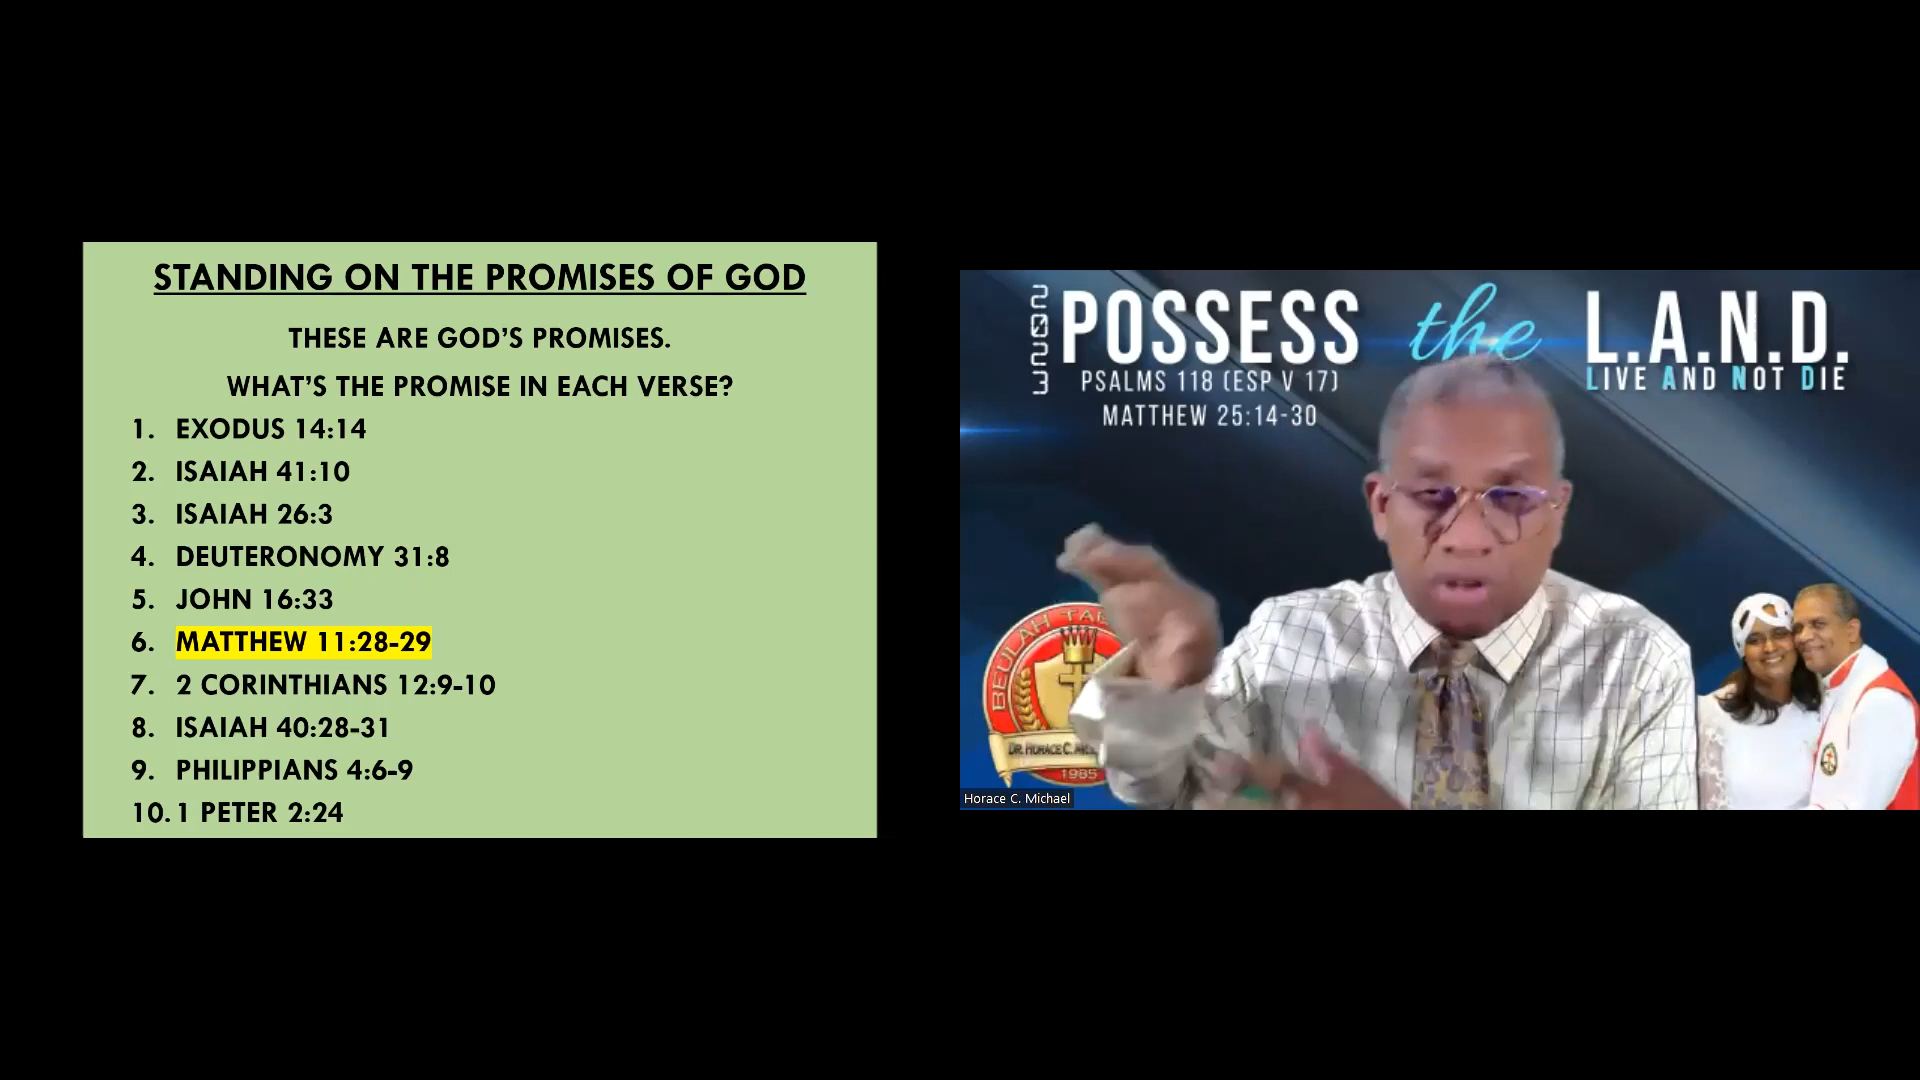 STANDING ON THE PROMISES OF GOD
THESE ARE GOD'S PROMISES.
WHAT'S THE PROMISE IN EACH VERSE?
1. EXODUS 14:14
2. ISAIAH 41:10
3. ISAIAH 26:3
4. DEUTERONOMY 31:8
5. JOHN 16:33
6. MATTHEW 11:28-29
7. 2 CORINTHIANS 12:9-10
8. ISAIAH 40:28-31
9. PHILIPPIANS 4:6-9
10. 1 PETER 2:24
2023
POSSESS the L.A.N.D.
LIVE AND NOT DIE
PSALMS 118 (ESP V 17)
MATTHEW 25:14-30
BEULAH
DR. HORACE C.
1985
Horace C. Michael